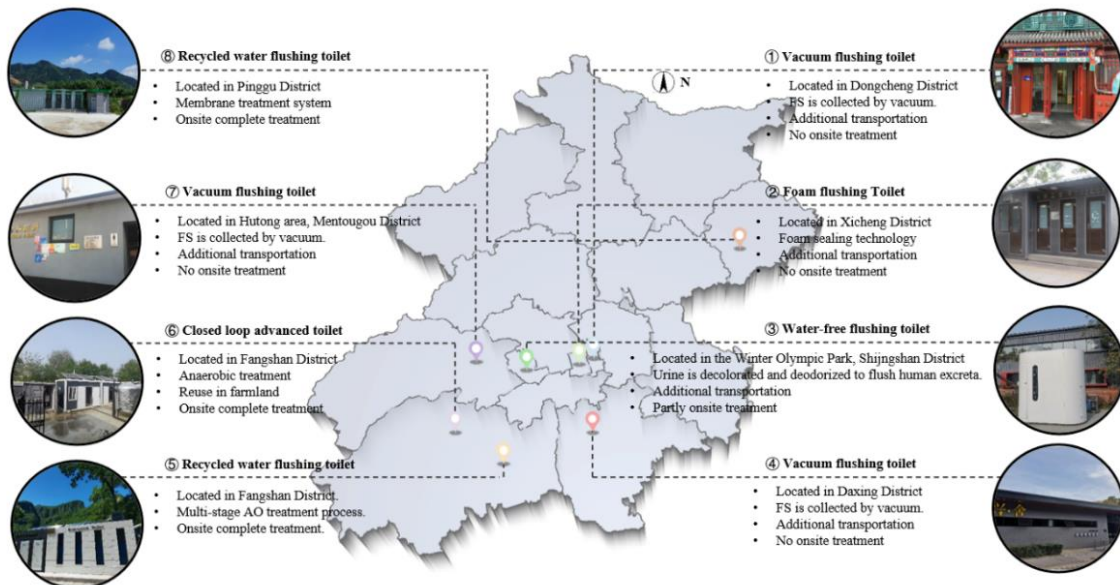 ⑧ Recycled water flushing toilet
• Located in Pinggu District
• Membrane treatment system
• Onsite complete treatment
⑦ Vacuum flushing toilet
• Located in Hutong area, Mentougou District
• FS is collected by vacuum.
• Additional transportation
• No onsite treatment
⑥ Closed loop advanced toilet
• Located in Fangshan District
• Anaerobic treatment
• Reuse in farmland
• Onsite complete treatment
⑤ Recycled water flushing toilet
• Located in Fangshan District.
• Multi-stage AO treatment process.
• Onsite complete treatment.
N
① Vacuum flushing toilet
• Located in Dongcheng District
• FS is collected by vacuum.
• Additional transportation
• No onsite treatment
② Foam flushing Toilet
• Located in Xicheng District
• Foam sealing technology
• Additional transportation
• No onsite treatment
③ Water-free flushing toilet
• Located in the Winter Olympic Park, Shijngshan District
• Urine is decolorated and deodorized to flush human excreta.
• Additional transportation
• Partly onsite treatment
④ Vacuum flushing toilet
• Located in Daxing District
• FS is collected by vacuum.
• Additional transportation
• No onsite treatment